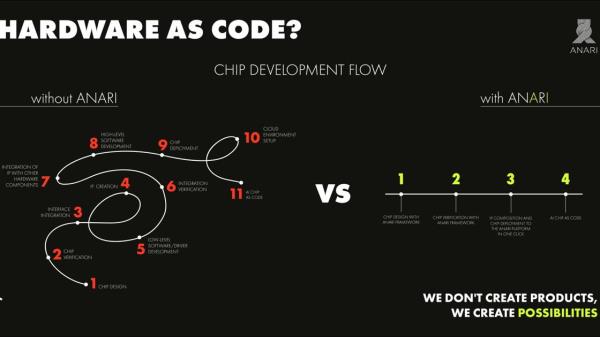 HARDWARE AS CODE?
ANARI
CHIP DEVELOPMENT FLOW
without ANARI
with ANARI
1 CHIP DESIGN
2 CHIP
VERIFICATION
3 INTERFACE
INTEGRATION
4 IP CREATION
5 LOW-LEVEL
SOFTWARE/DRIVER
DEVELOPMENT
6 INTEGRATION
VERIFICATION
7 INTEGRATION OF
IP WITH OTHER
HARDWARE
COMPONENTS
8 HIGH-LEVEL
SOFTWARE
DEVELOPMENT
9 CHIP
DEPLOYMENT
10 CLOUD
ENVIRONMENT
SETUP
11 AI CHIP
AS CODE
VS
1
CHIP DESIGN WITH
ANARI FRAMEWORK
2
CHIP VERIFICATION WITH
ANARI FRAMEWORK
3
IP COMPOSITION AND
CHIP DEPLOYMENT TO
THE ANARI PLATFORM
IN ONE CLICK
4
AI CHIP AS CODE
WE DON'T CREATE PRODUCTS,
WE CREATE POSSIBILITIES